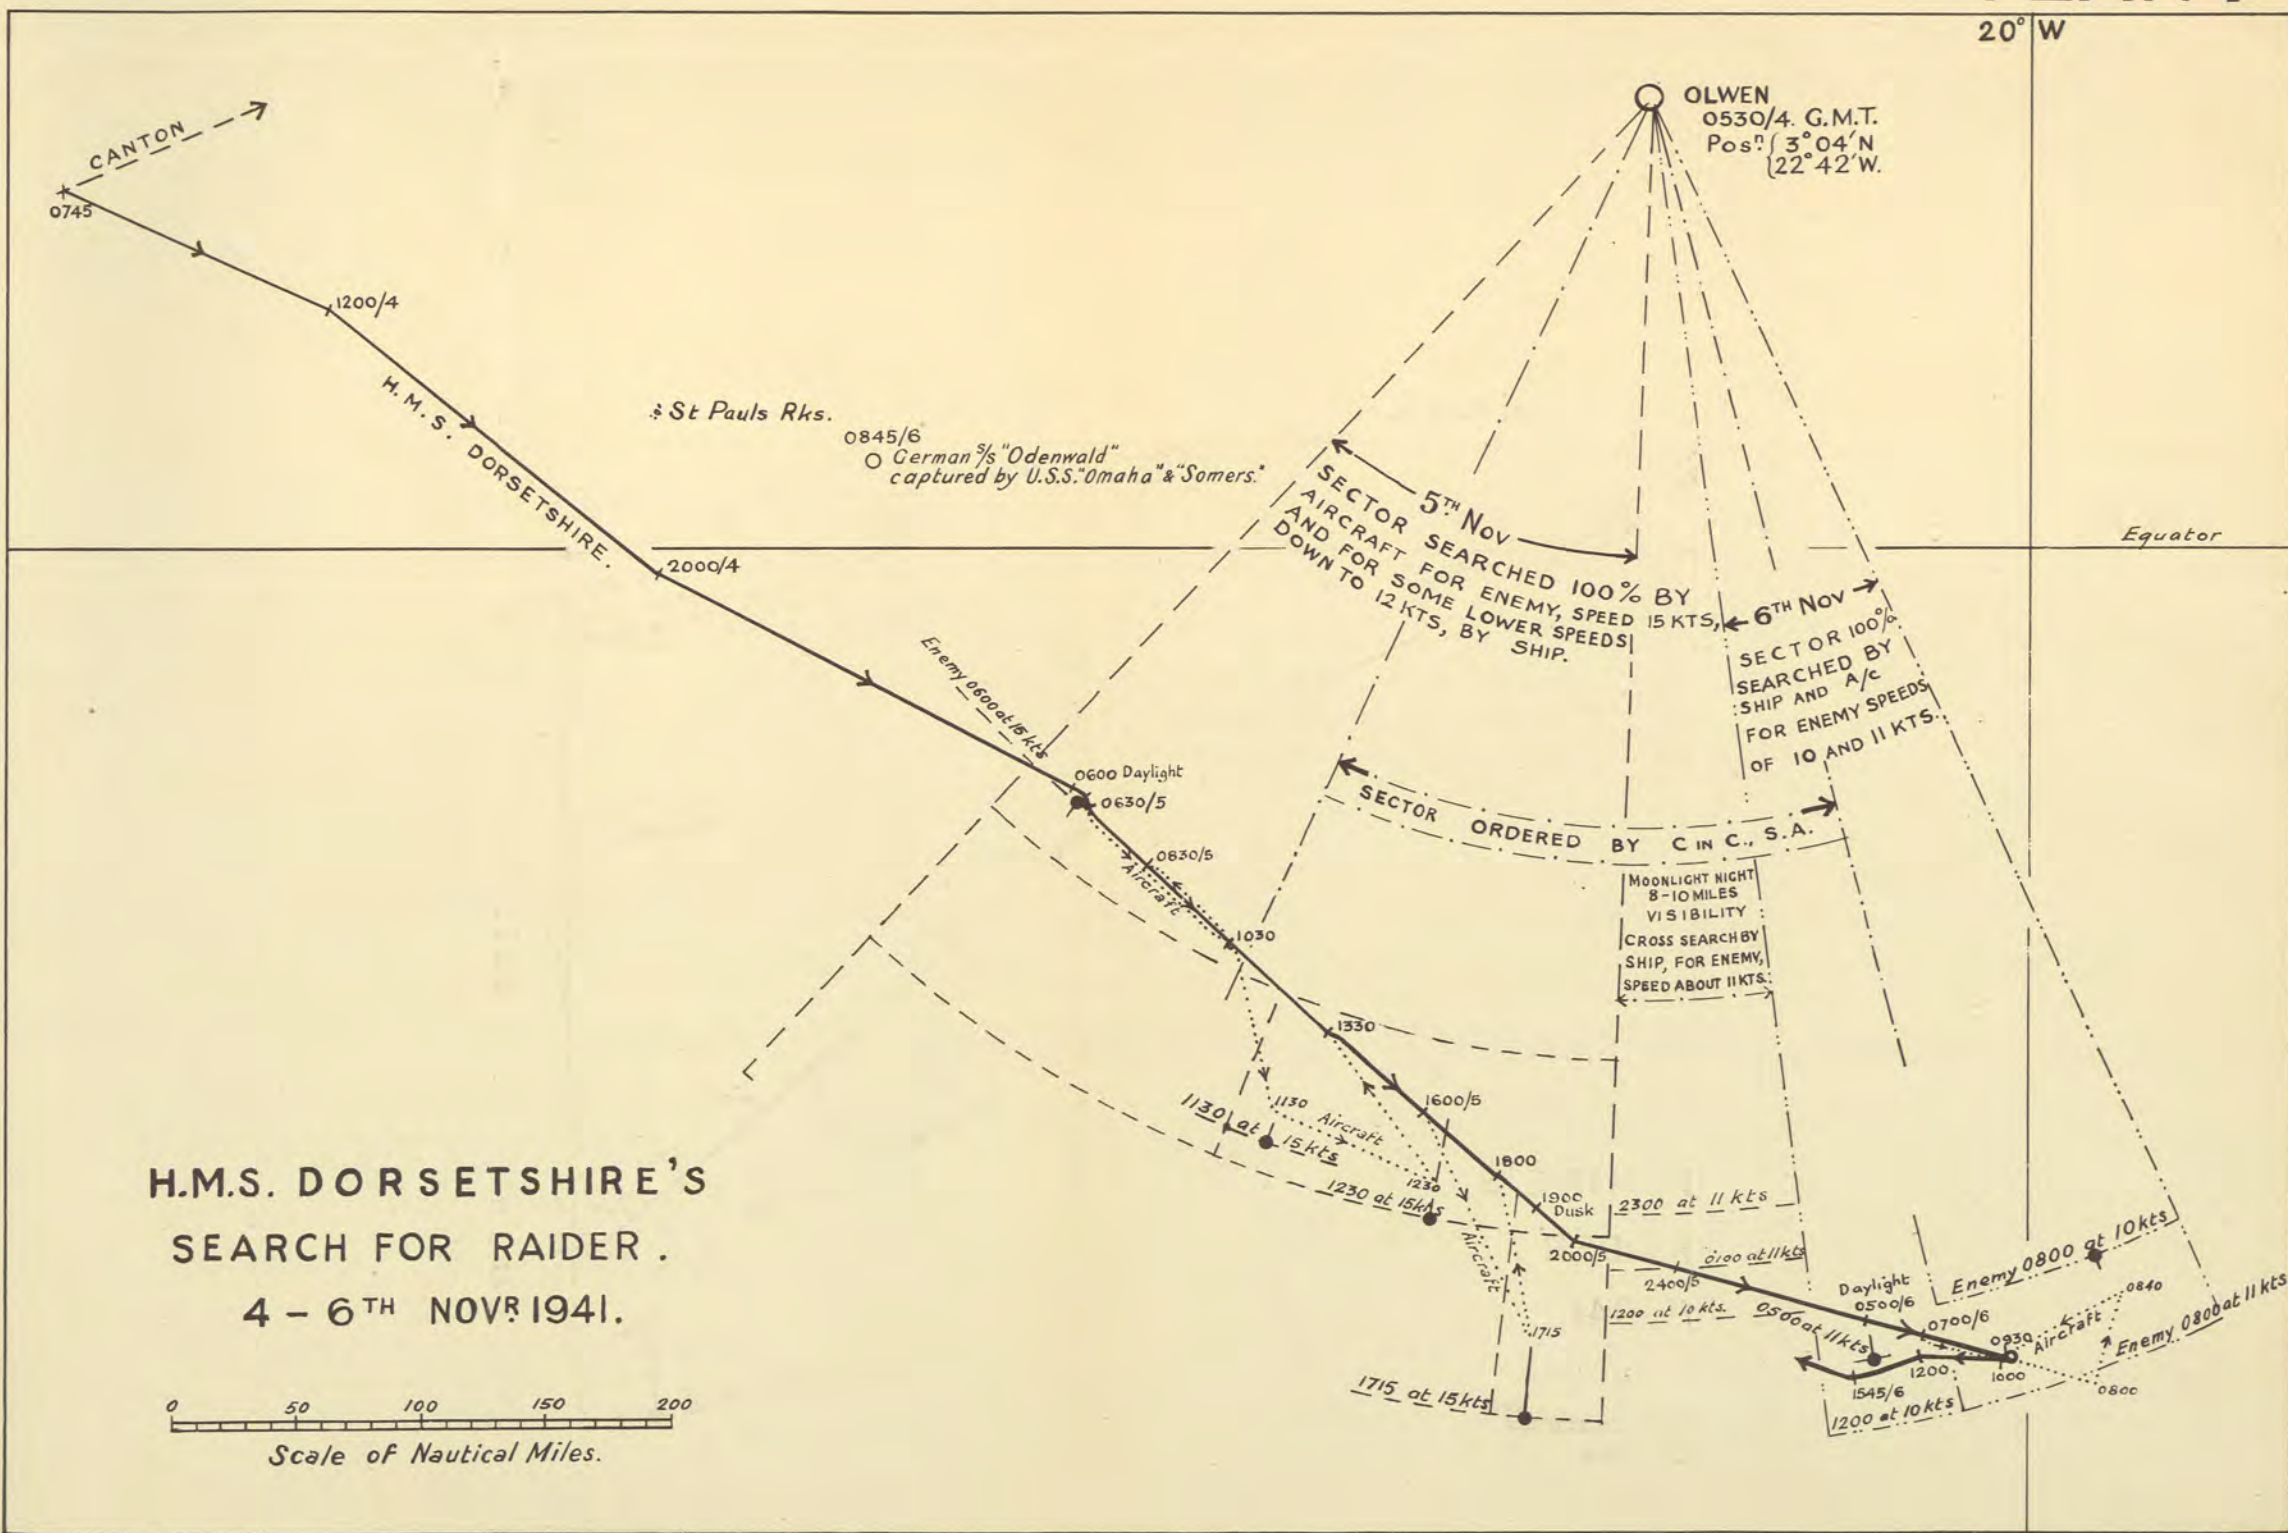 20° W
CANTON
0745
OLWEN
0530/4. G.M.T.
Posⁿ. { 3° 04′ N
{ 22° 42′ W.
1200/4
H.M.S. DORSETSHIRE.
St Pauls Rks.
0845/6
German s/s "Odenwald"
captured by U.S.S. "Omaha" & "Somers."
2000/4
Equator
5TH Nov
SECTOR SEARCHED 100% BY
AIRCRAFT FOR ENEMY, SPEED 15 KTS,
AND FOR SOME LOWER SPEEDS
DOWN TO 12 KTS, BY SHIP.
6TH Nov
SECTOR 100%
SEARCHED BY
SHIP AND A/C
FOR ENEMY SPEEDS
OF 10 AND 11 KTS.
Enemy 0600 at 15 kts
0600 Daylight
0630/5
0830/5
Aircraft
1030
SECTOR ORDERED BY C IN C., S.A.
MOONLIGHT NIGHT
8-10 MILES
VISIBILITY
CROSS SEARCH BY
SHIP, FOR ENEMY,
SPEED ABOUT 11 KTS.
1330
1600/5
1130
Aircraft
1130 at 15 kts
1230
1230 at 15 kts
1800
1900
Dusk
2000/5
Aircraft
1715
1715 at 15 kts
2300 at 11 kts
0100 at 11 kts
2400/5
1200 at 10 kts.
0500 at 11 kts
Daylight
0500/6
0700/6
0930
Aircraft
0840
Enemy 0800 at 10 kts
Enemy 0800 at 11 kts
0800
1000
1200
1545/6
1200 at 10 kts
H.M.S. DORSETSHIRE'S
SEARCH FOR RAIDER.
4 – 6TH NOVR. 1941.
0 50 100 150 200
Scale of Nautical Miles.